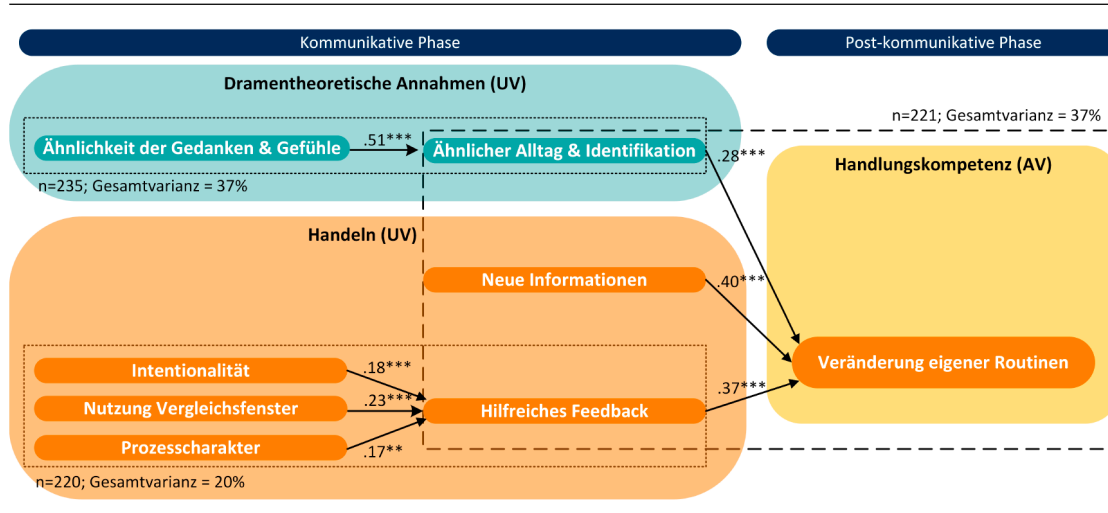 Kommunikative Phase
Post-kommunikative Phase
Dramentheoretische Annahmen (UV)
n=221; Gesamtvarianz = 37%
Ähnlichkeit der Gedanken & Gefühle
.51***
Ähnlicher Alltag & Identifikation
.28***
Handlungskompetenz (AV)
n=235; Gesamtvarianz = 37%
Handeln (UV)
Neue Informationen
.40***
Veränderung eigener Routinen
Intentionalität
.18***
.37***
Nutzung Vergleichsfenster
.23***
Hilfreiches Feedback
Prozesscharakter
.17**
n=220; Gesamtvarianz = 20%